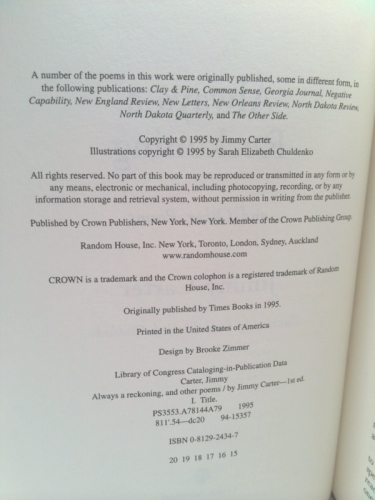 A number of the poems in this work were originally published, some in different form, in
the following publications: Clay & Pine, Common Sense, Georgia Journal, Negative
Capability, New England Review, New Letters, New Orleans Review, North Dakota Review,
North Dakota Quarterly, and The Other Side.
Copyright © 1995 by Jimmy Carter
Illustrations copyright © 1995 by Sarah Elizabeth Chuldenko
All rights reserved. No part of this book may be reproduced or transmitted in any form or by
any means, electronic or mechanical, including photocopying, recording, or by any
information storage and retrieval system, without permission in writing from the publisher.
Published by Crown Publishers, New York, New York. Member of the Crown Publishing Group.
Random House, Inc. New York, Toronto, London, Sydney, Auckland
www.randomhouse.com
CROWN is a trademark and the Crown colophon is a registered trademark of Random
House, Inc.
Originally published by Times Books in 1995.
Printed in the United States of America
Design by Brooke Zimmer
Library of Congress Cataloging-in-Publication Data
Carter, Jimmy
Always a reckoning, and other poems / by Jimmy Carter—1st ed.
I. Title.
PS3553.A78144A79 1995
811'.54—dc20 94-15357
ISBN 0-8129-2434-7
20 19 18 17 16 15